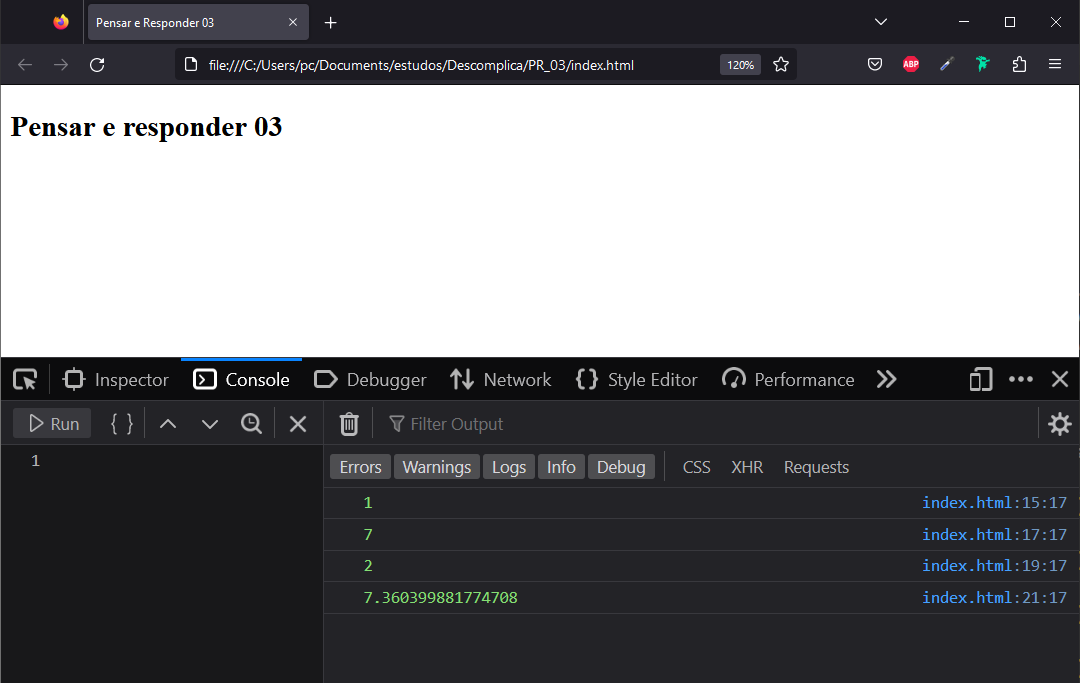 Pensar e Responder 03
file:///C:/Users/pc/Documents/estudos/Descomplica/PR_03/index.html 120% ABP
Pensar e responder 03
Inspector Console Debugger Network {} Style Editor Performance
Run { } Filter Output
1
Errors Warnings Logs Info Debug CSS XHR Requests
1 index.html:15:17
7 index.html:17:17
2 index.html:19:17
7.360399881774708 index.html:21:17